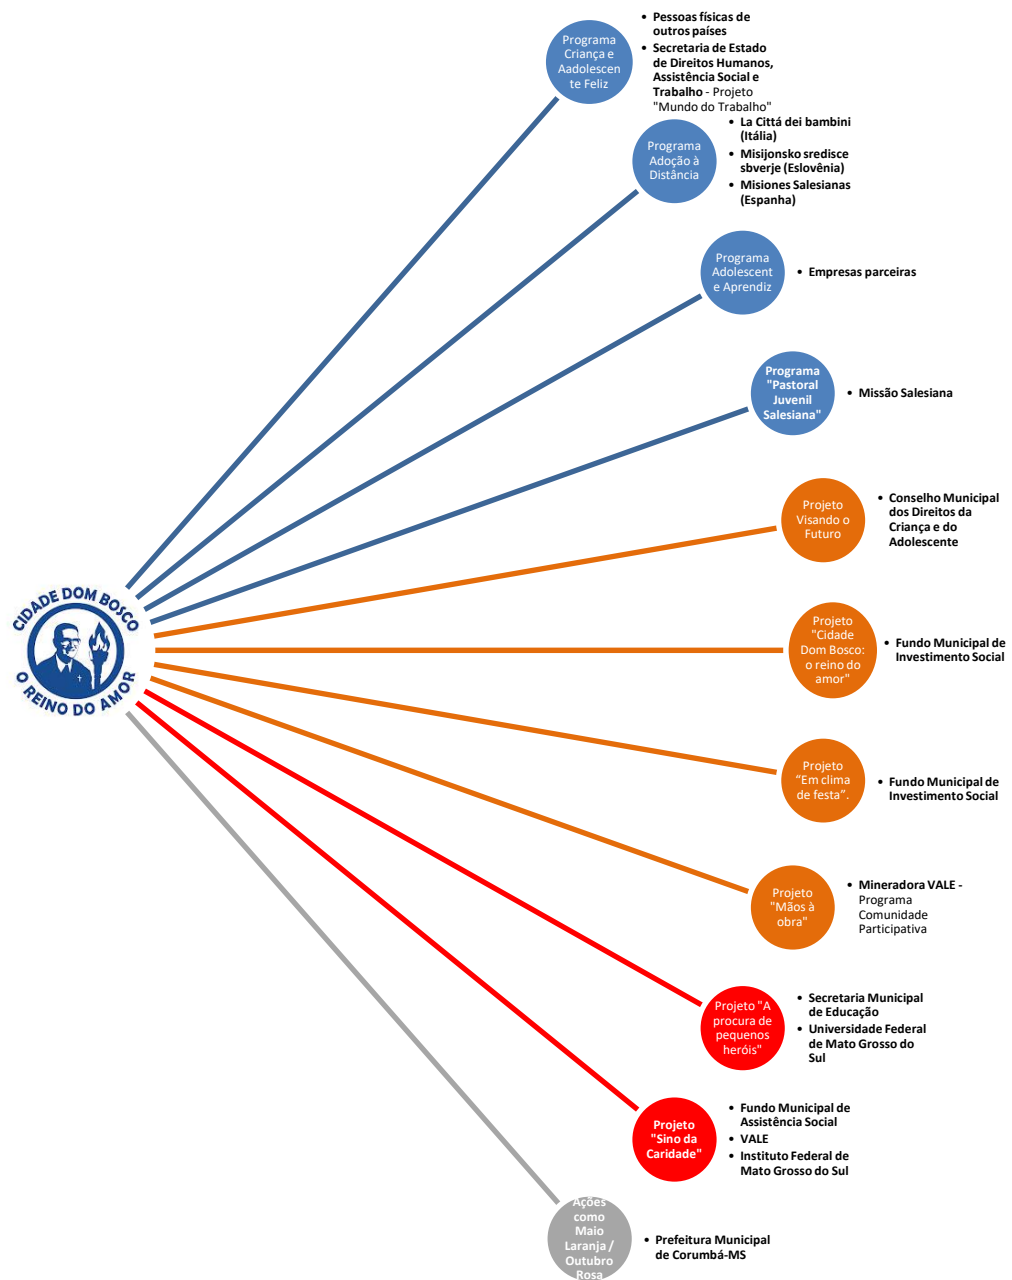 Programa
Criança e
Aadolescen
te Feliz
• Pessoas físicas de
outros países
• Secretaria de Estado
de Direitos Humanos,
Assistência Social e
Trabalho - Projeto
"Mundo do Trabalho"
Programa
Adoção à
Distância
• La Cittá dei bambini
(Itália)
• Misijonsko sredisce
sbverje (Eslovênia)
• Misiones Salesianas
(Espanha)
Programa
Adolescent
e Aprendiz
• Empresas parceiras
Programa
"Pastoral
Juvenil
Salesiana"
• Missão Salesiana
Projeto
Visando o
Futuro
• Conselho Municipal
dos Direitos da
Criança e do
Adolescente
CIDADE DOM BOSCO
O REINO DO AMOR
Projeto
"Cidade
Dom Bosco:
o reino do
amor"
• Fundo Municipal de
Investimento Social
Projeto
“Em clima
de festa”.
• Fundo Municipal de
Investimento Social
Projeto
"Mãos à
obra"
• Mineradora VALE -
Programa
Comunidade
Participativa
Projeto "A
procura de
pequenos
heróis"
• Secretaria Municipal
de Educação
• Universidade Federal
de Mato Grosso do
Sul
Projeto
"Sino da
Caridade"
• Fundo Municipal de
Assistência Social
• VALE
• Instituto Federal de
Mato Grosso do Sul
Ações
como
Maio
Laranja /
Outubro
Rosa
• Prefeitura Municipal
de Corumbá-MS